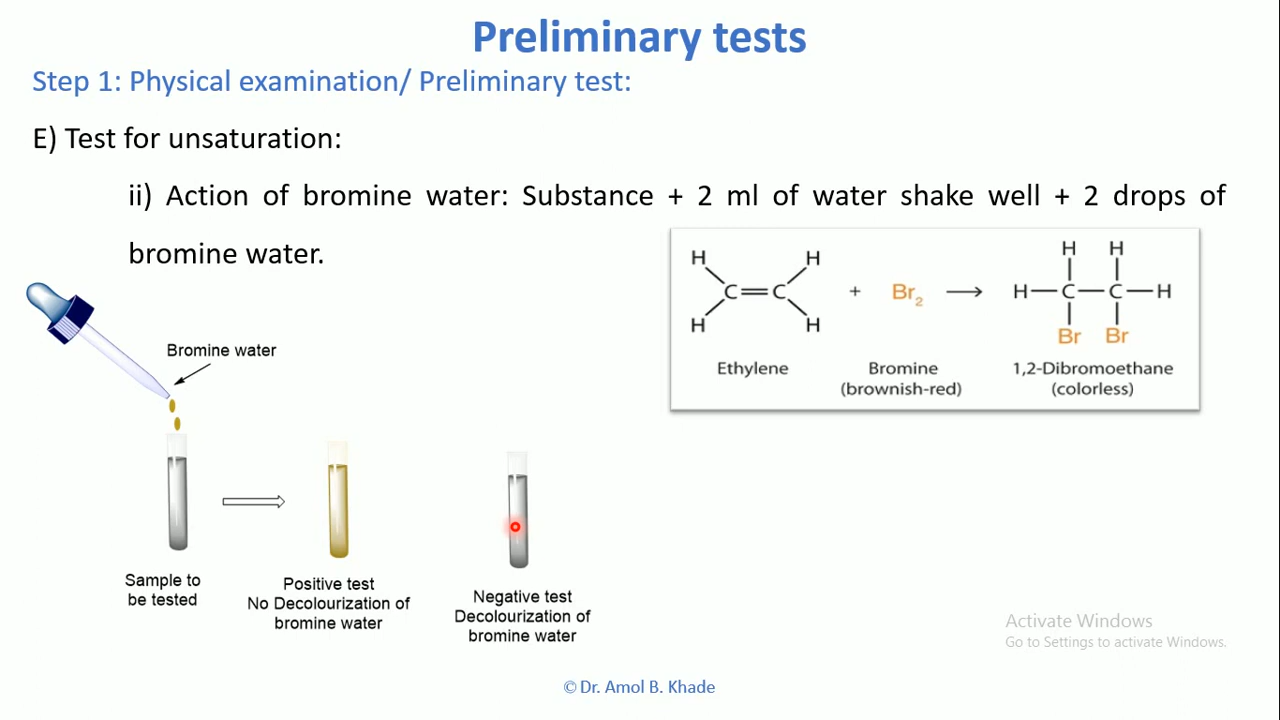 Preliminary tests
Step 1: Physical examination/ Preliminary test:
E) Test for unsaturation:
ii) Action of bromine water: Substance + 2 ml of water shake well + 2 drops of
bromine water.
H H
C=C
H H
+ Br2 →
H H
H—C—C—H
Br Br
Ethylene
Bromine
(brownish-red)
1,2-Dibromoethane
(colorless)
Bromine water
Sample to
be tested
Positive test
No Decolourization of
bromine water
Negative test
Decolourization of
bromine water
Activate Windows
Go to Settings to activate Windows.
© Dr. Amol B. Khade